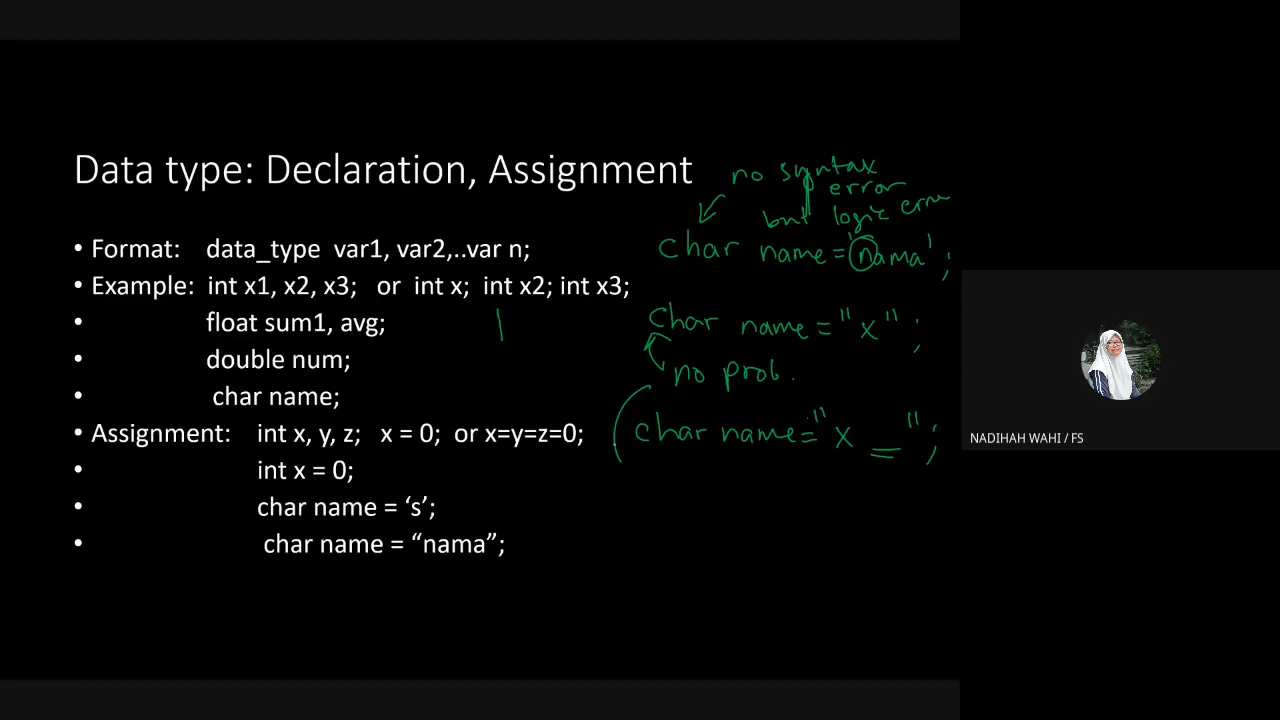 Data type: Declaration, Assignment
• Format: data_type var1, var2,..var n;
• Example: int x1, x2, x3; or int x; int x2; int x3;
• float sum1, avg;
• double num;
• char name;
• Assignment: int x, y, z; x = 0; or x=y=z=0;
• int x = 0;
• char name = ‘s’;
• char name = “nama”;
no syntax
error
but logic error
char name='nama';
char name="x";
no prob.
char name="x _";
NADIHAH WAHI / FS